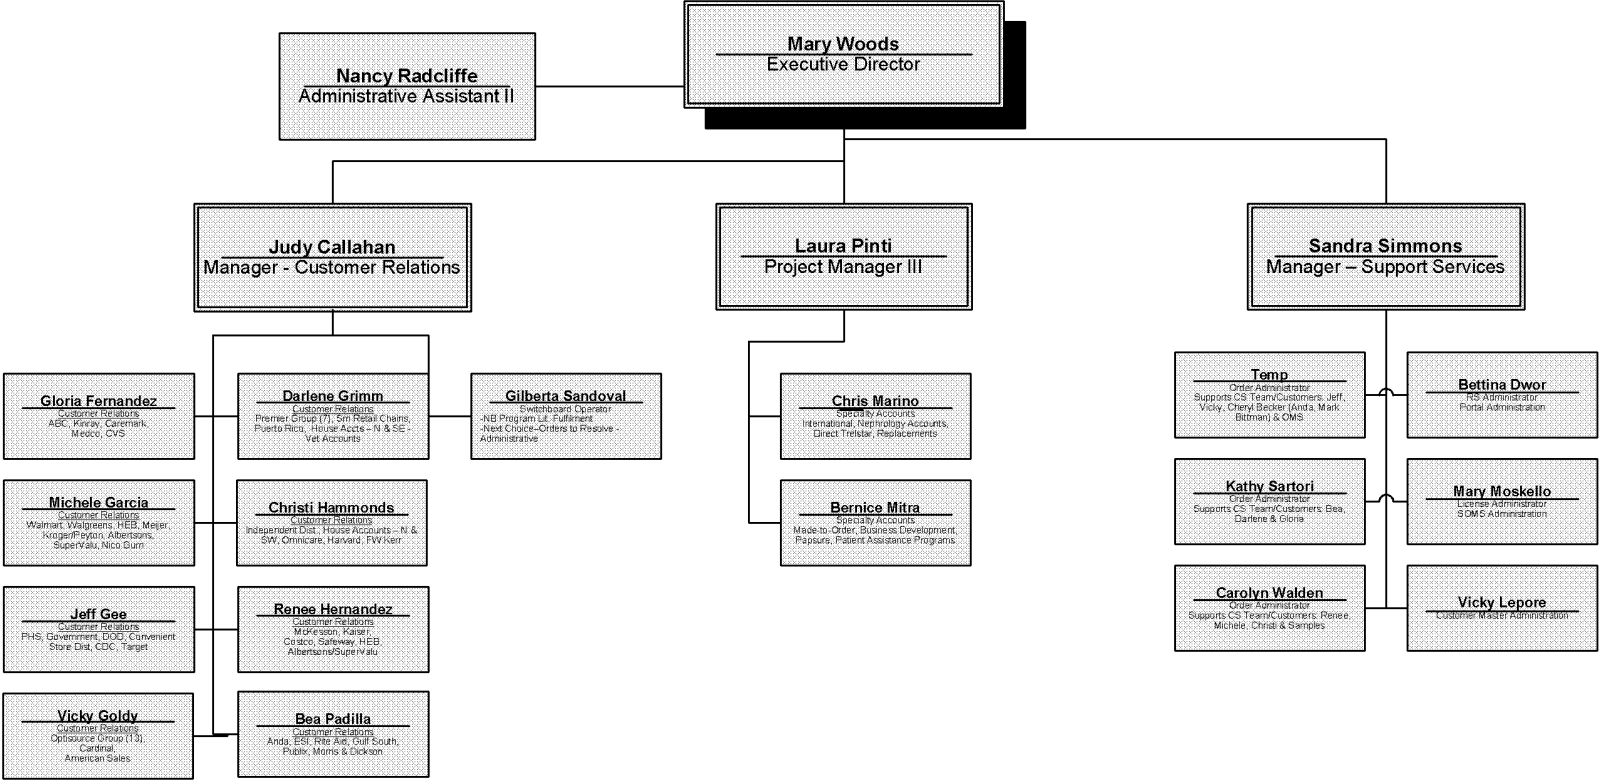 Mary Woods
Executive Director
Nancy Radcliffe
Administrative Assistant II
Judy Callahan
Manager - Customer Relations
Laura Pinti
Project Manager III
Sandra Simmons
Manager – Support Services
Gloria Fernandez
Customer Relations
ABC, Kinray, Caremark,
Medco, CVS
Darlene Grimm
Customer Relations
Premier Group (7), 5m Retail Chains,
Puerto Rico, House Accts – N & SE -
Vet Accounts
Gilberta Sandoval
Switchboard Operator
-NB Program Lit. Fulfilment
-Next Choice–Orders to Resolve -
Administrative
Michele Garcia
Customer Relations
Walmart, Walgreens, HEB, Meijer,
Kroger/Peyton, Albertsons,
SuperValu, Nico Gurn
Christi Hammonds
Customer Relations
Independent Dist., House Accounts – N &
SW, Omnicare, Harvard, FW Kerr
Jeff Gee
Customer Relations
PHS, Government, DOD, Convenient
Store Dist, CDC, Target
Renee Hernandez
Customer Relations
McKesson, Kaiser,
Costco, Safeway, HEB,
Albertsons/SuperValu
Vicky Goldy
Customer Relations
Optisource Group (13),
Cardinal,
American Sales
Bea Padilla
Customer Relations
Anda, ESI, Rite Aid, Gulf South,
Publix, Morris & Dickson
Chris Marino
Specialty Accounts
International, Nephrology Accounts,
Direct Trelstar, Replacements
Bernice Mitra
Specialty Accounts
Made-to-Order, Business Development,
Papsure, Patient Assistance Programs
Temp
Order Administrator
Supports CS Team/Customers: Jeff,
Vicky, Cheryl Becker (Anda, Mark
Bittman) & OMS
Bettina Dwor
RS Administrator
Portal Administration
Kathy Sartori
Order Administrator
Supports CS Team/Customers: Bea,
Darlene & Gloria
Mary Moskello
License Administrator
SOMS Administration
Carolyn Walden
Order Administrator
Supports CS Team/Customers: Renee,
Michele, Christi & Samples
Vicky Lepore
Customer Master Administration